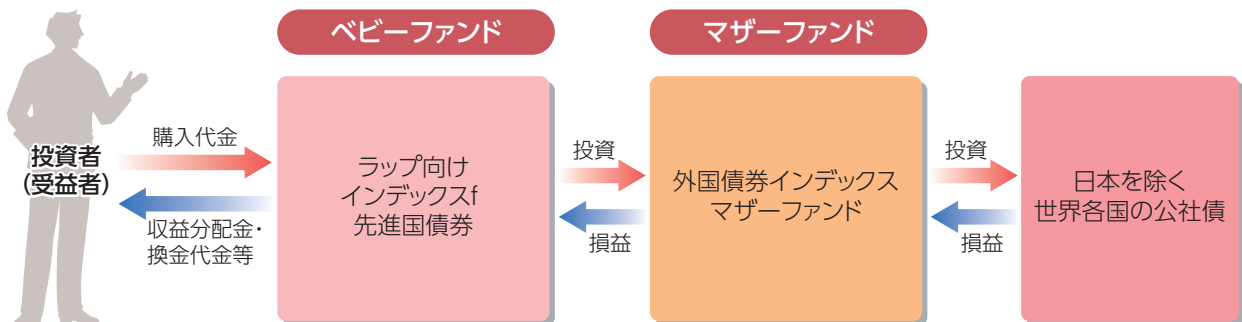 ベビーファンド
マザーファンド
投資者
(受益者)
購入代金
収益分配金・
換金代金等
ラップ向け
インデックスf
先進国債券
投資
損益
外国債券インデックス
マザーファンド
投資
損益
日本を除く
世界各国の公社債